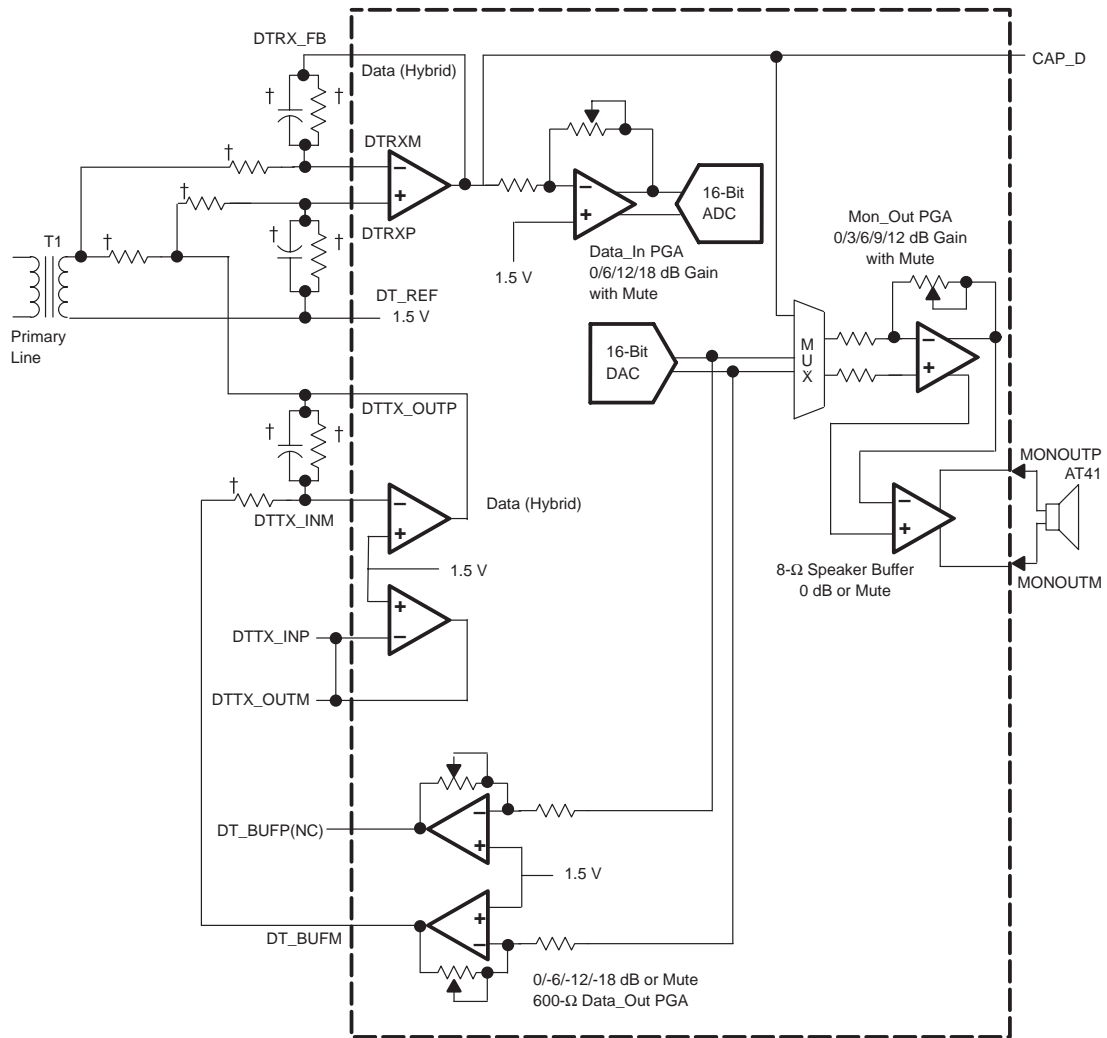 DTRX_FB
Data (Hybrid)
CAP_D
†
†
DTRXM
†
†
−
+
−
+
16-Bit
ADC
Mon_Out PGA
0/3/6/9/12 dB Gain
with Mute
T1
†
DTRXP
†
†
1.5 V
Data_In PGA
0/6/12/18 dB Gain
with Mute
DT_REF
1.5 V
Primary
Line
16-Bit
DAC
M
U
X
−
+
DTTX_OUTP
†
†
†
DTTX_INM
−
+
Data (Hybrid)
1.5 V
MONOUTP
AT41
−
+
8-Ω Speaker Buffer
0 dB or Mute
MONOUTM
DTTX_INP
+
−
DTTX_OUTM
DT_BUFP(NC)
−
+
1.5 V
DT_BUFM
+
−
0/-6/-12/-18 dB or Mute
600-Ω Data_Out PGA